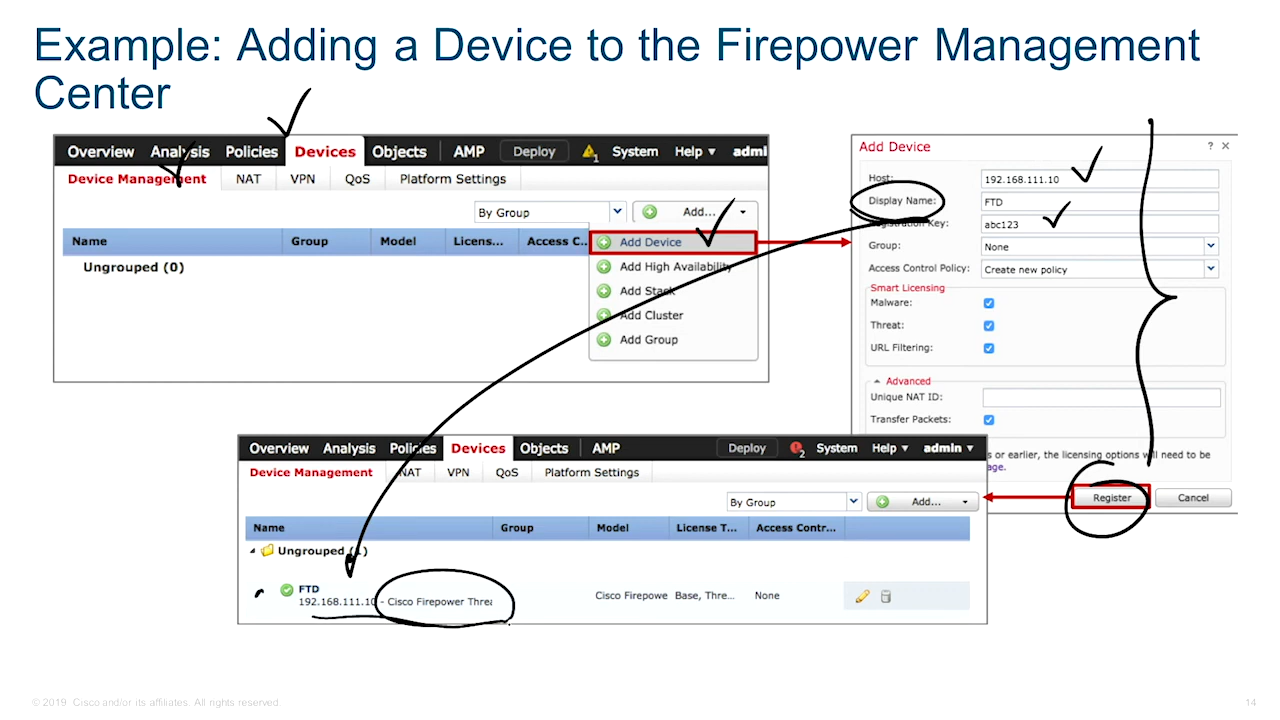 Example: Adding a Device to the Firepower Management
Center
Overview Analysis Policies Devices Objects AMP Deploy 1 System Help admi
Device Management NAT VPN QoS Platform Settings
By Group Add...
Name Group Model Licens... Access C...
Ungrouped (0)
Add Device
Add High Availability
Add Stack
Add Cluster
Add Group
Add Device ? ×
Host: 192.168.111.10
Display Name: FTD
Registration Key: abc123
Group: None
Access Control Policy: Create new policy
Smart Licensing
Malware:
Threat:
URL Filtering:
Advanced
Unique NAT ID:
Transfer Packets:
s or earlier, the licensing options will need to be
age.
Register Cancel
Overview Analysis Policies Devices Objects AMP Deploy 2 System Help admin
Device Management NAT VPN QoS Platform Settings
By Group Add...
Name Group Model License T... Access Contr...
Ungrouped (1)
FTD
192.168.111.10 - Cisco Firepower Threa Cisco Firepowe Base, Thre... None
© 2019 Cisco and/or its affiliates. All rights reserved. 14